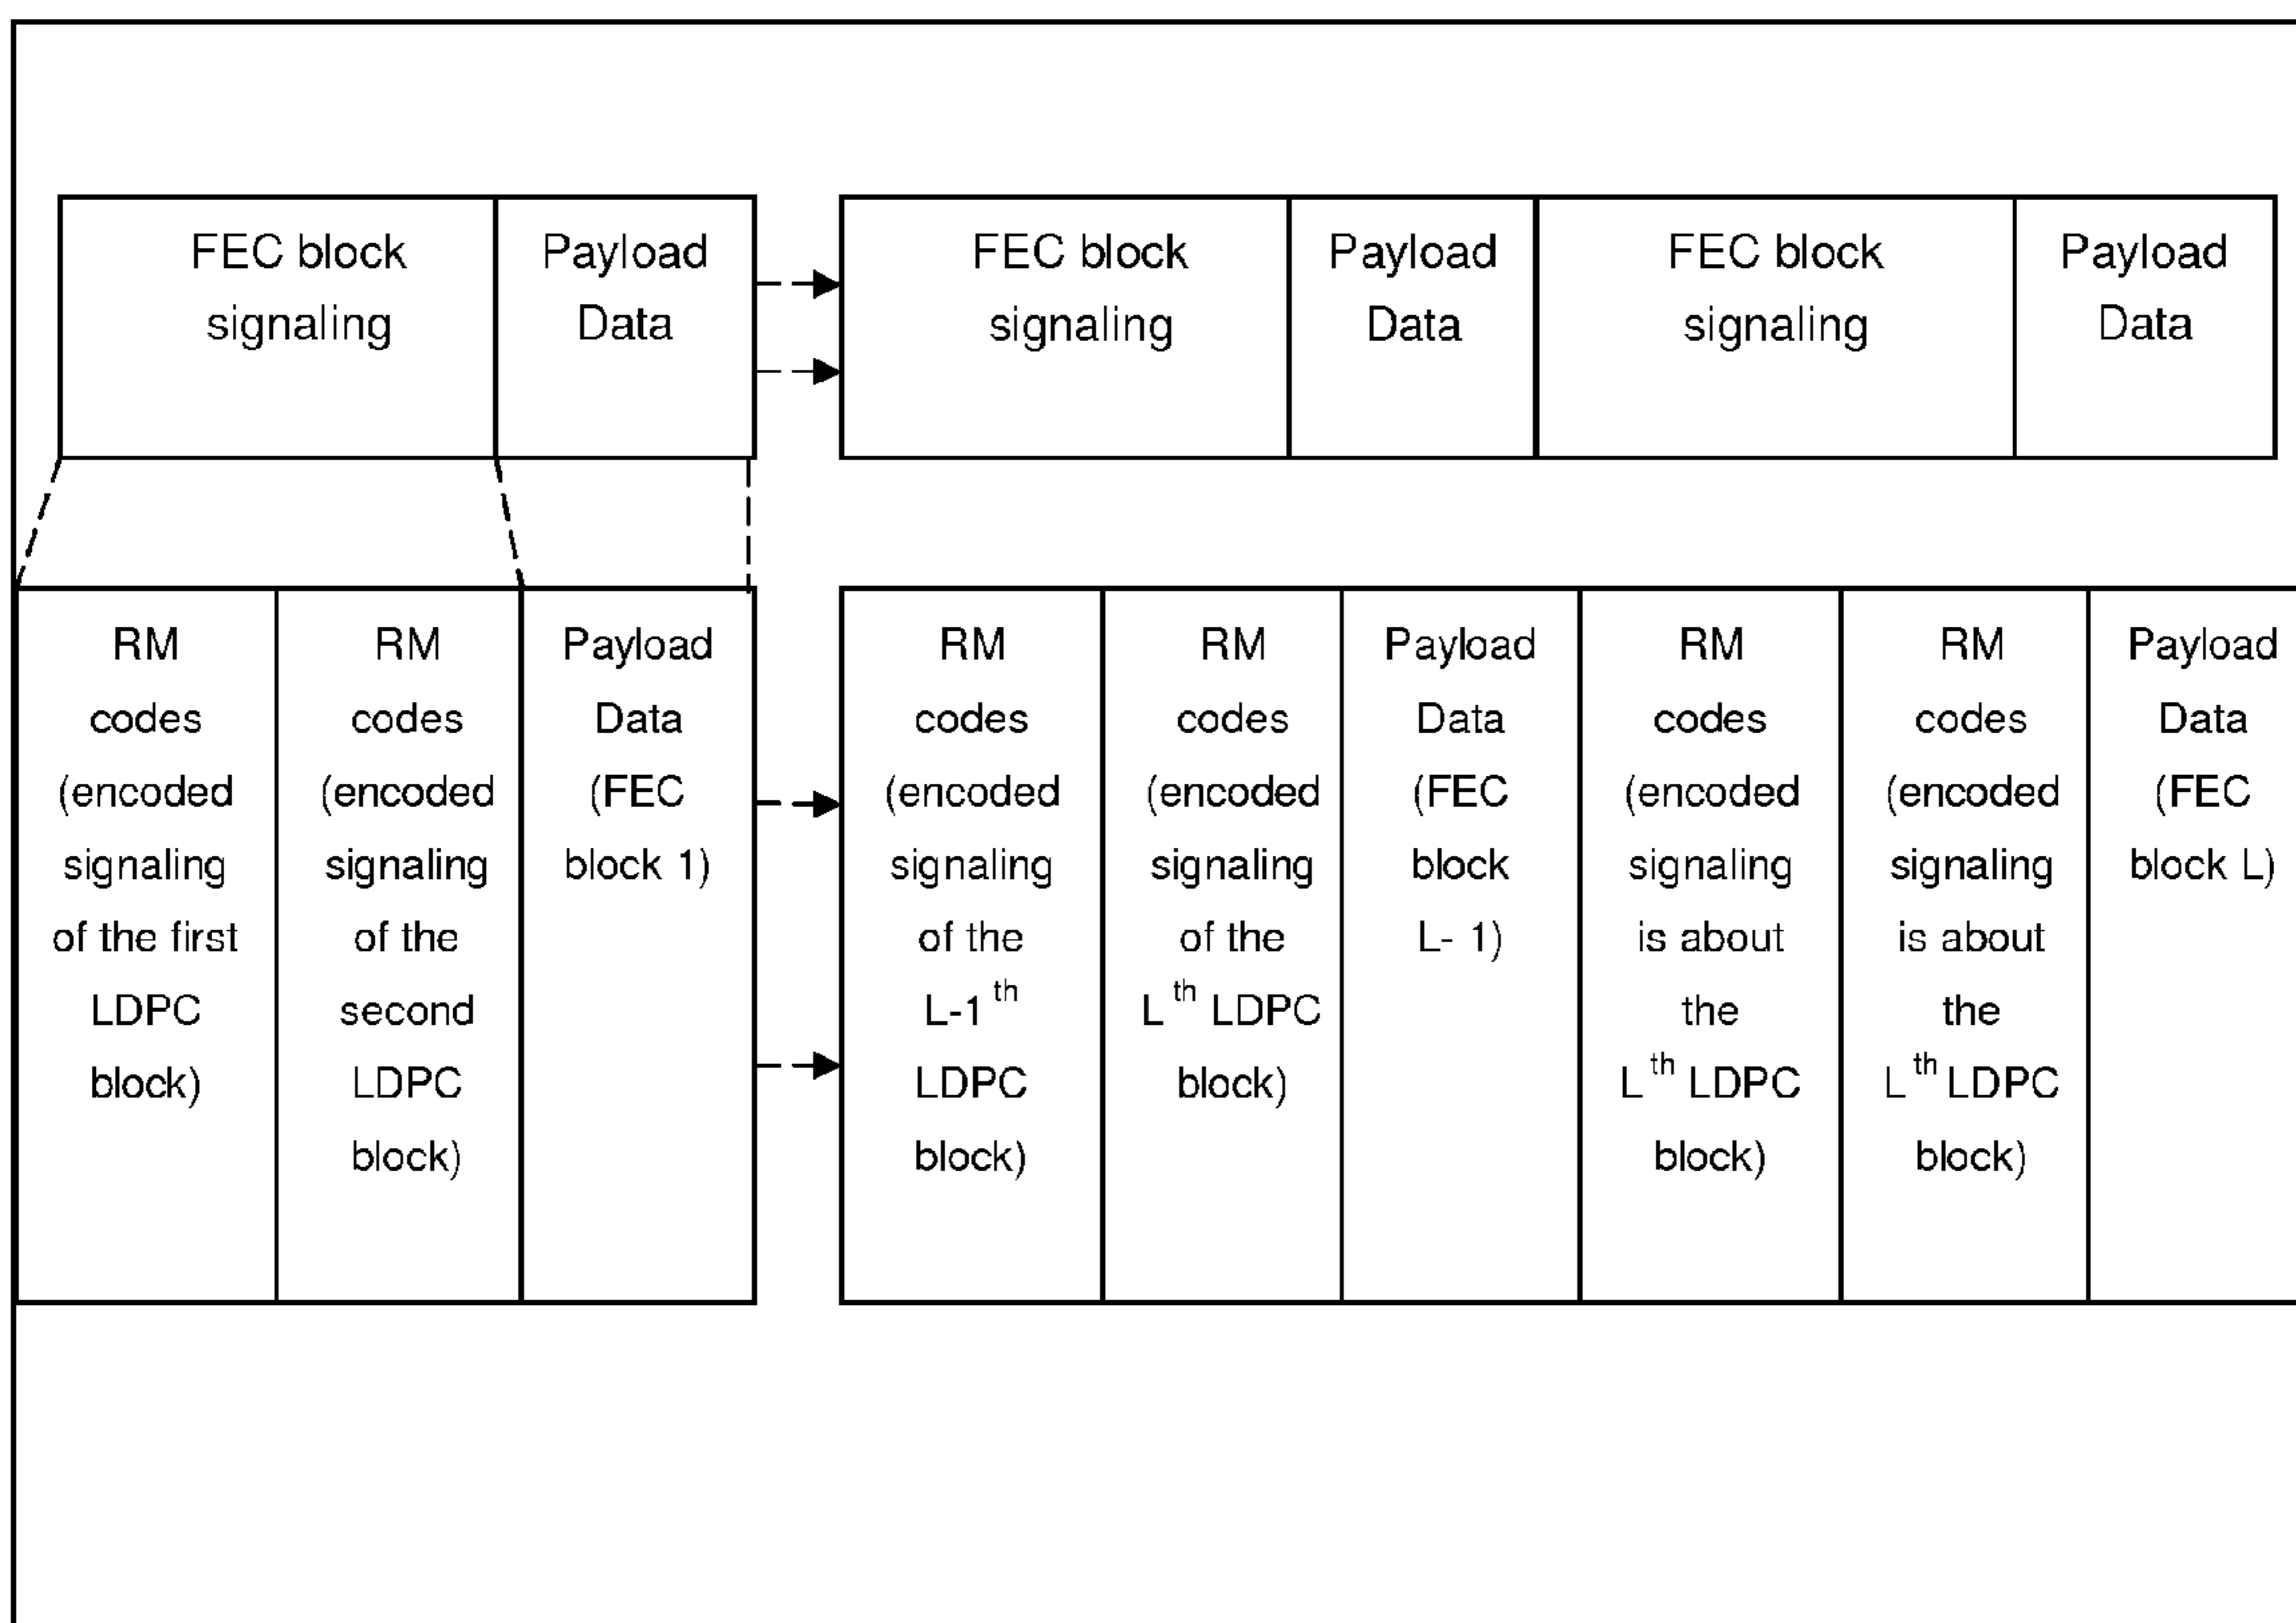 FEC block
signaling
Payload
Data
FEC block
signaling
Payload
Data
FEC block
signaling
Payload
Data
RM
codes
(encoded
signaling
of the first
LDPC
block)
RM
codes
(encoded
signaling
of the
second
LDPC
block)
Payload
Data
(FEC
block 1)
RM
codes
(encoded
signaling
of the
L-1 th
LDPC
block)
RM
codes
(encoded
signaling
of the
L th LDPC
block)
Payload
Data
(FEC
block
L- 1)
RM
codes
(encoded
signaling
is about
the
L th LDPC
block)
RM
codes
(encoded
signaling
is about
the
L th LDPC
block)
Payload
Data
(FEC
block L)